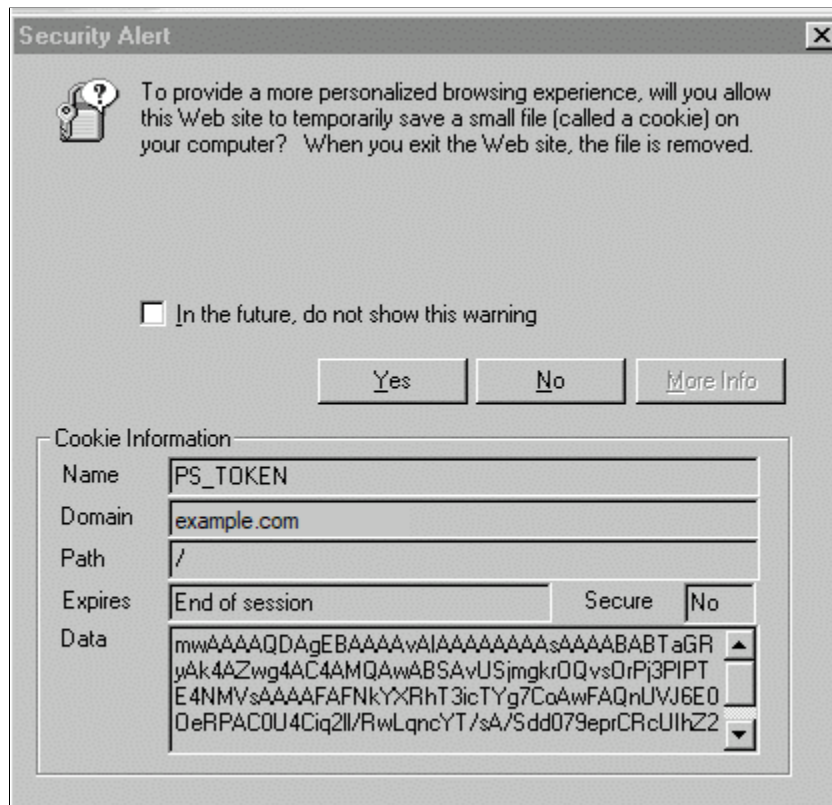 Security Alert
To provide a more personalized browsing experience, will you allow
this Web site to temporarily save a small file (called a cookie) on
your computer? When you exit the Web site, the file is removed.
In the future, do not show this warning
Yes No More Info
Cookie Information
Name PS_TOKEN
Domain example.com
Path /
Expires End of session Secure No
Data mwAAAAQDAgEBAAAAvAIAAAAAAAAsAAAABABTaGR
yAk4AZwg4AC4AMQAwABSAvUSjmgkrOQvsOrPj3PIPT
E4NMVsAAAAFAFNkYXRhT3icTYg7CoAwFAQnUVJ6E0
OeRPAC0U4Ciq2II/RwLqncYT/sA/Sdd079eprCRcUIhZ2